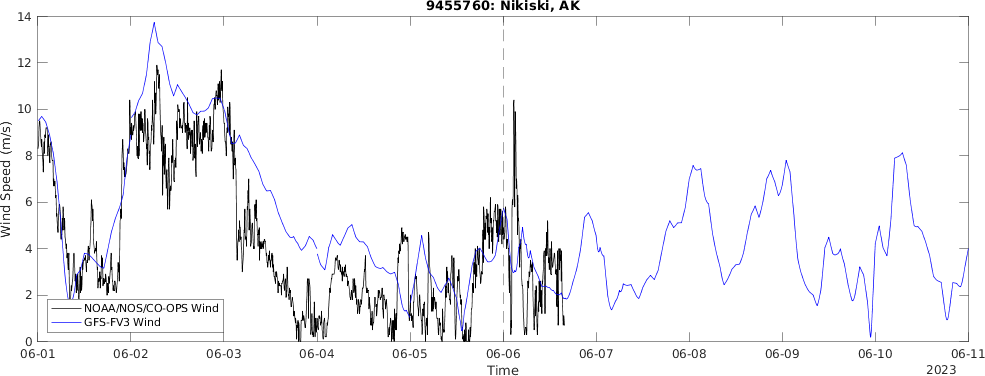 9455760: Nikiski, AK
Wind Speed (m/s)
14
12
10
8
6
4
2
0
NOAA/NOS/CO-OPS Wind
GFS-FV3 Wind
06-01 06-02 06-03 06-04 06-05 06-06 06-07 06-08 06-09 06-10 06-11
Time
2023